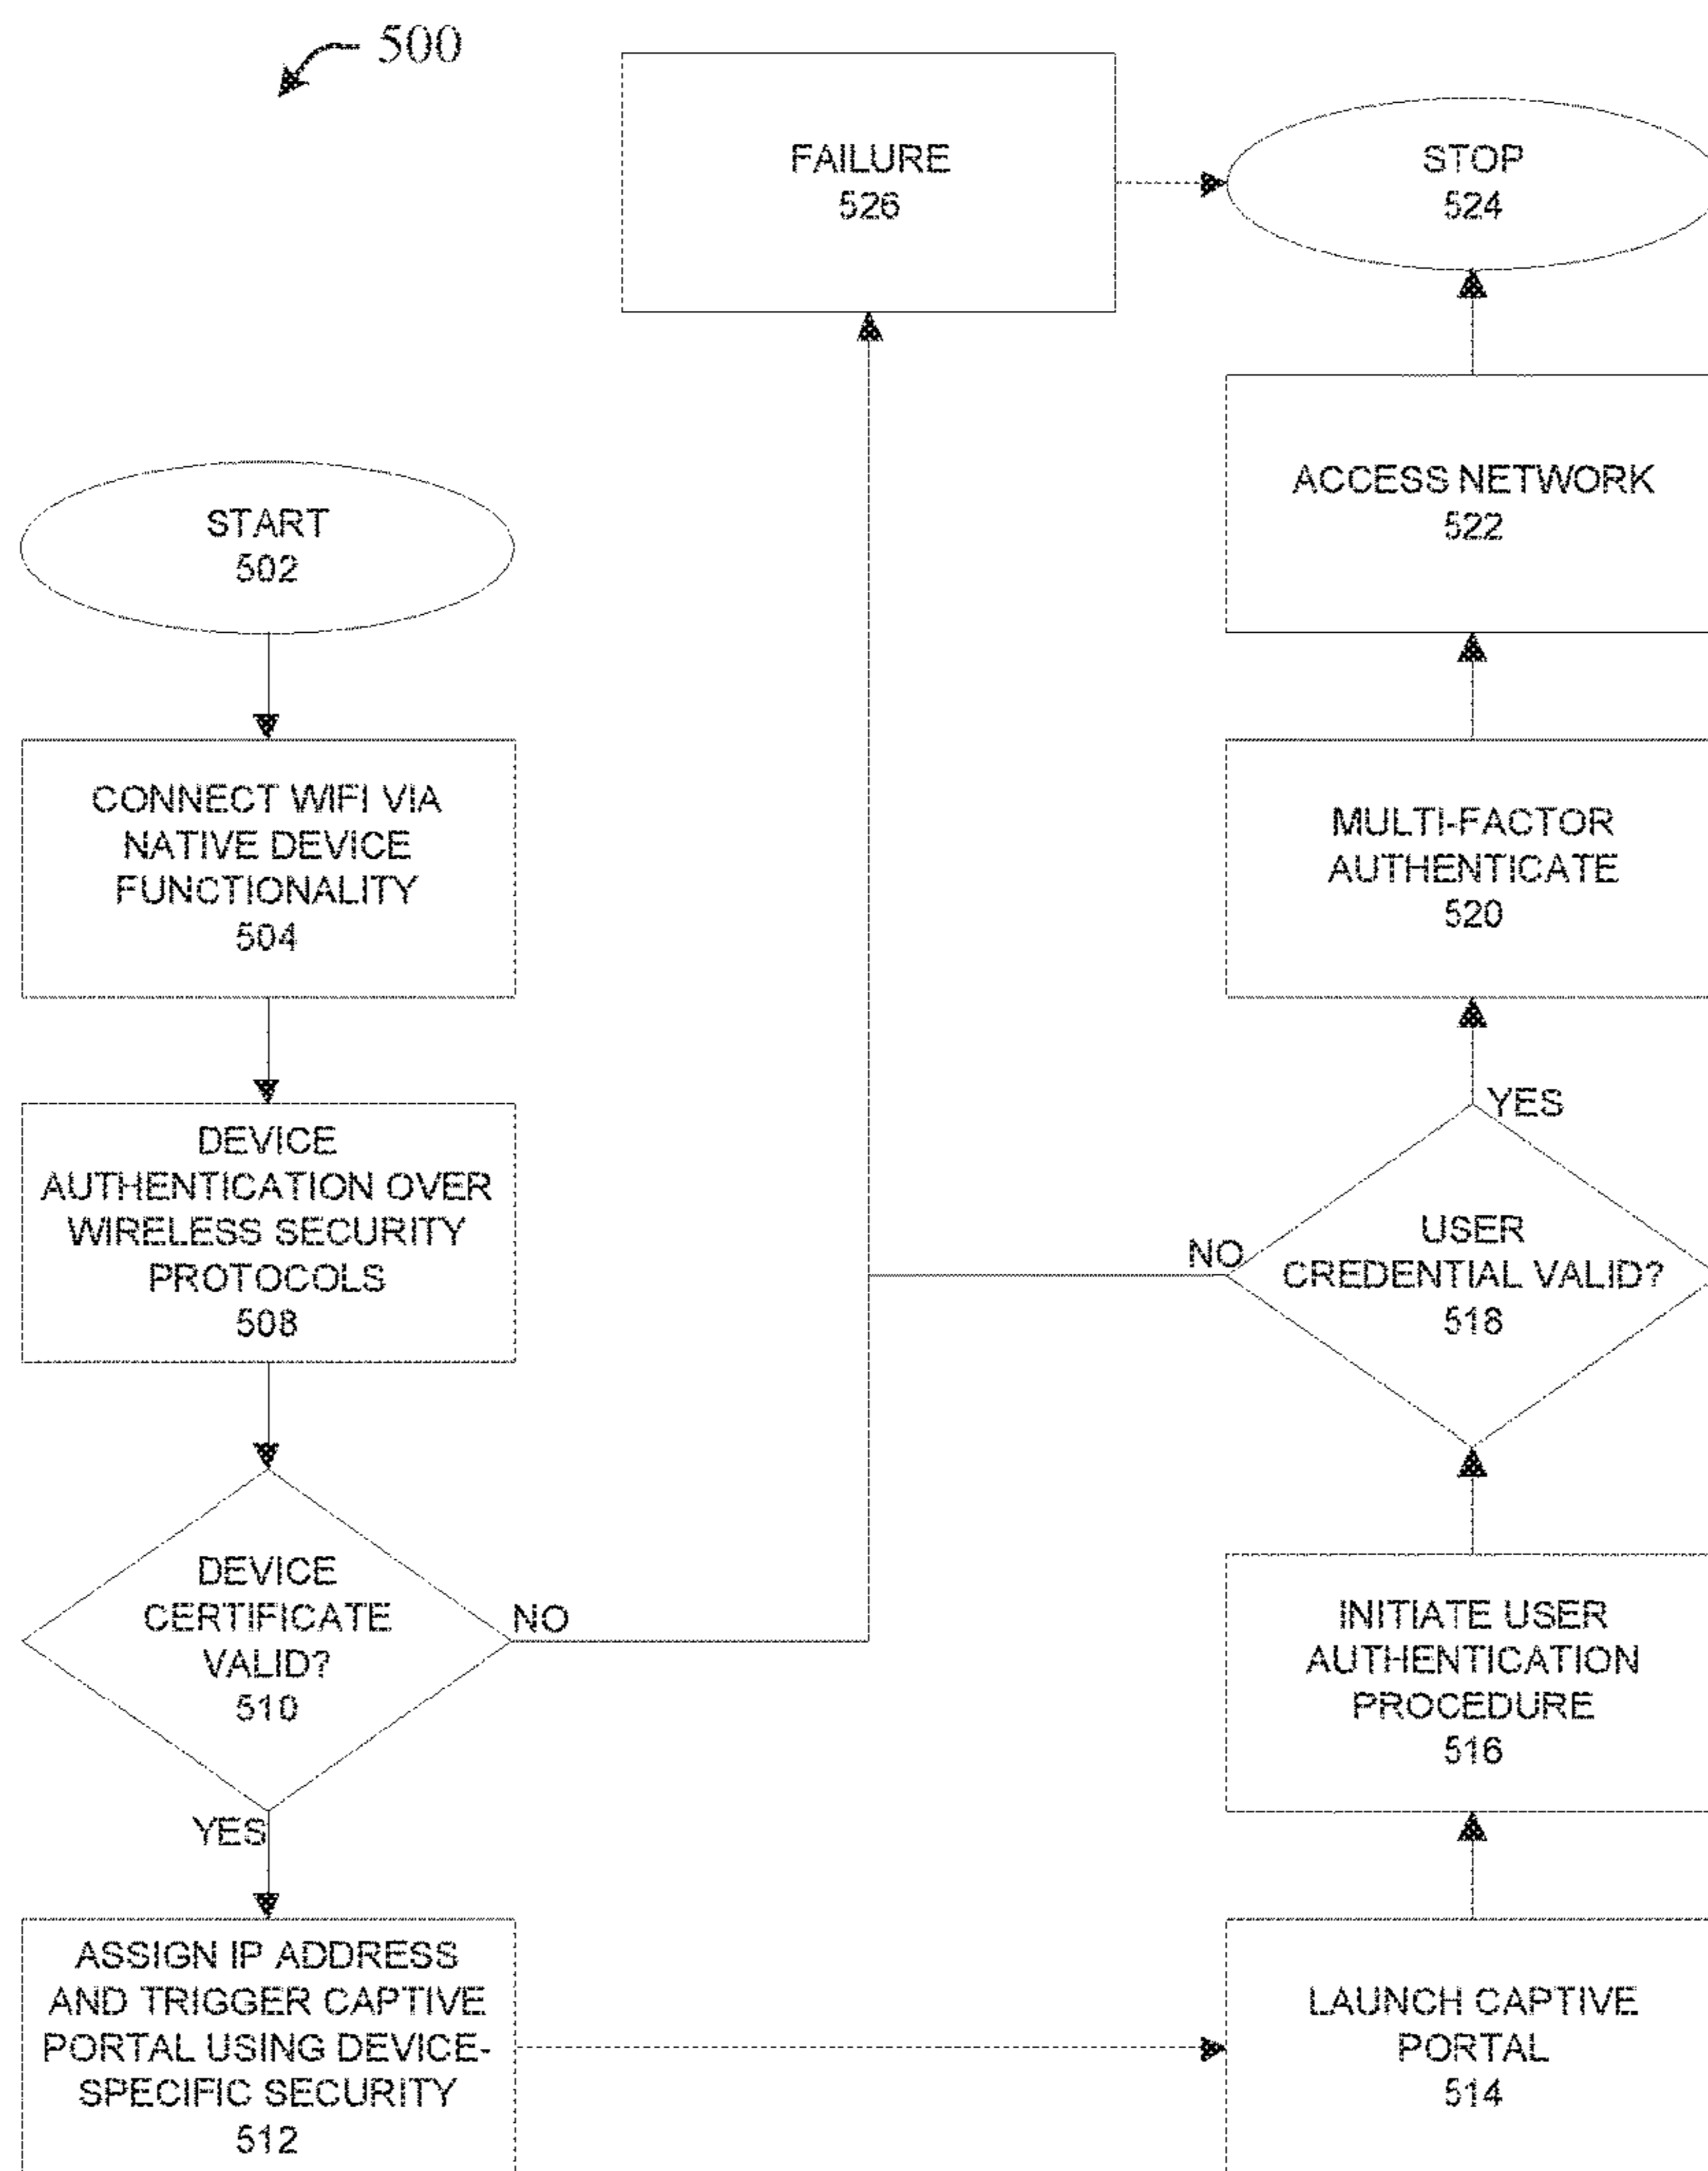 500
FAILURE
526
STOP
524
ACCESS NETWORK
522
START
502
CONNECT WIFI VIA
NATIVE DEVICE
FUNCTIONALITY
504
MULTI-FACTOR
AUTHENTICATE
520
DEVICE
AUTHENTICATION OVER
WIRELESS SECURITY
PROTOCOLS
508
YES
NO
USER
CREDENTIAL VALID?
518
DEVICE
CERTIFICATE
VALID?
510
NO
YES
INITIATE USER
AUTHENTICATION
PROCEDURE
516
ASSIGN IP ADDRESS
AND TRIGGER CAPTIVE
PORTAL USING DEVICE-
SPECIFIC SECURITY
512
LAUNCH CAPTIVE
PORTAL
514